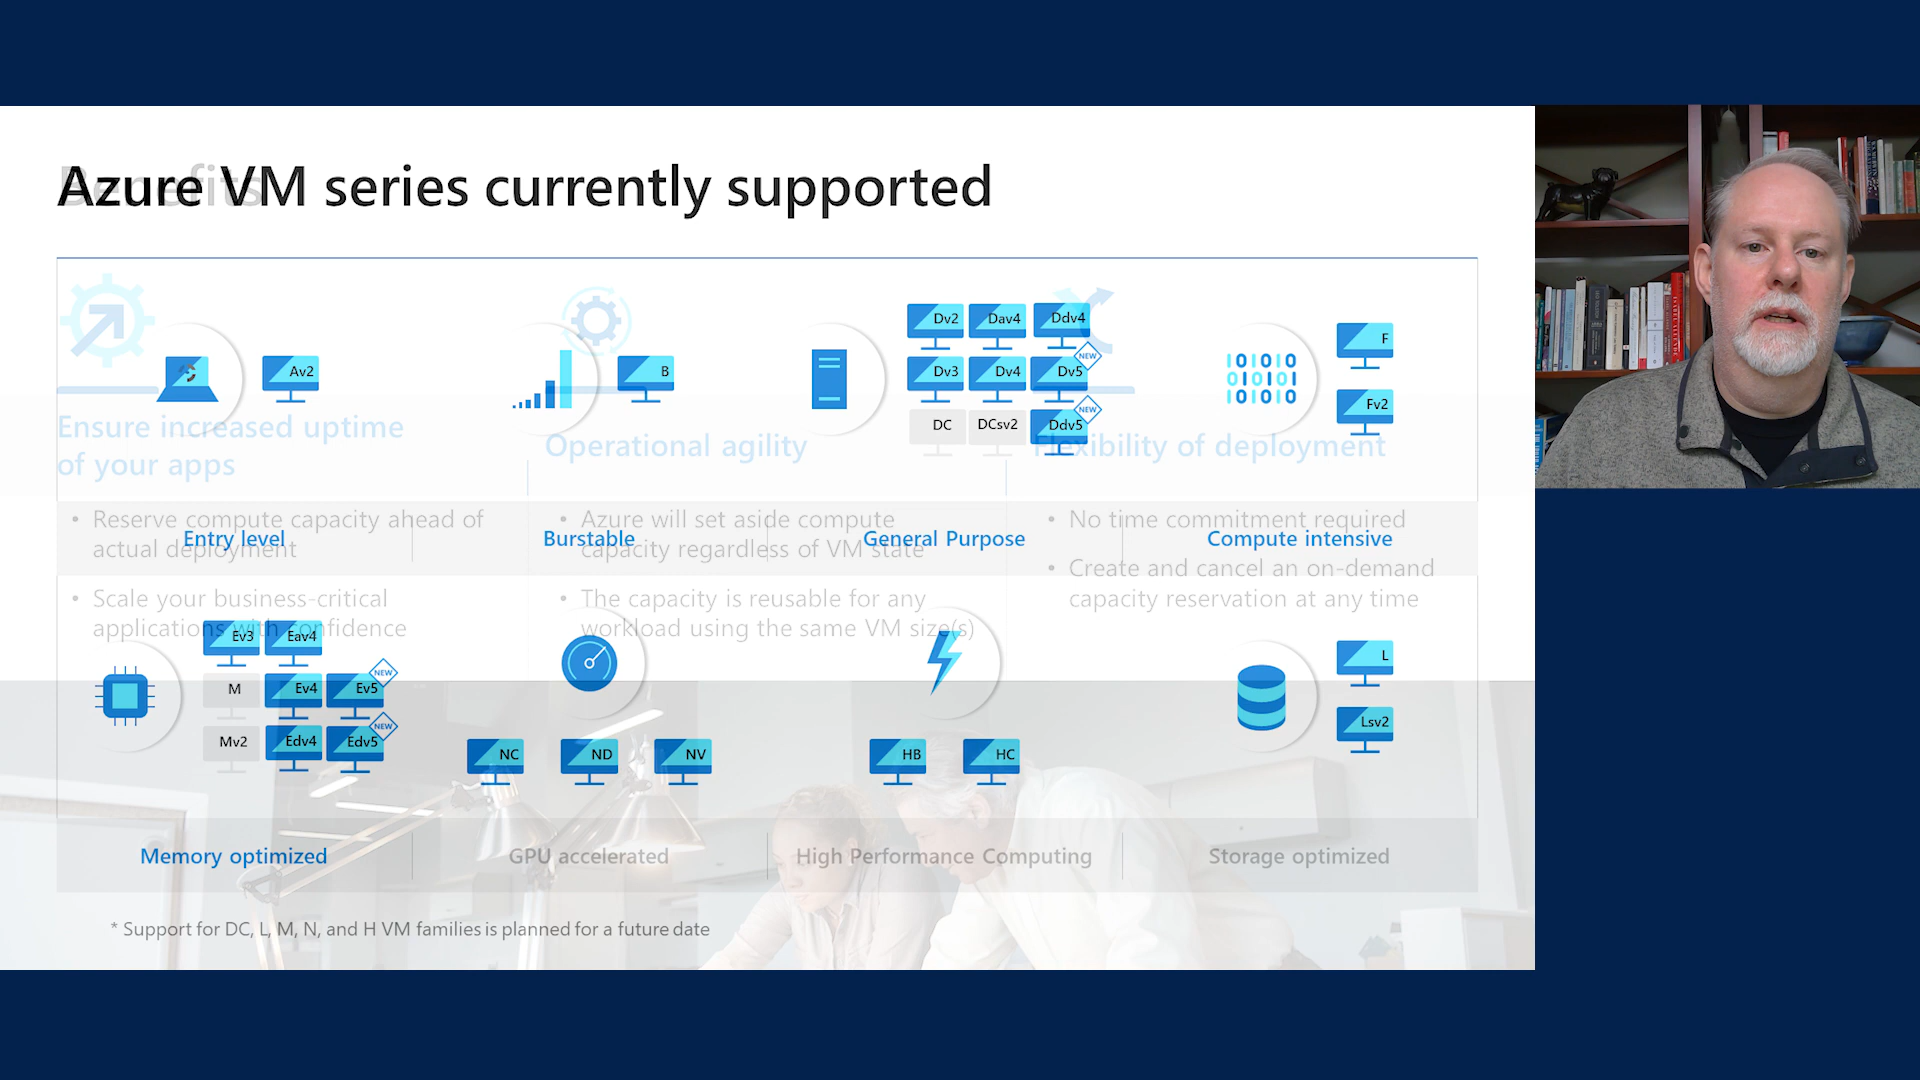 Azure VM series currently supported
Benefits
Av2
B
Dv2 Dav4 Ddv4
Dv3 Dv4 Dv5 NEW
DC DCsv2 Ddv5 NEW
F
Fv2
Ensure increased uptime
of your apps
Operational agility
Flexibility of deployment
Entry level
Burstable
General Purpose
Compute intensive
• Reserve compute capacity ahead of
actual deployment
• Scale your business-critical
applications with confidence
• Azure will set aside compute
capacity regardless of VM state
• The capacity is reusable for any
workload using the same VM size(s)
• No time commitment required
• Create and cancel an on-demand
capacity reservation at any time
Ev3 Eav4
M Ev4 Ev5 NEW
Mv2 Edv4 Edv5 NEW
NC ND NV
HB HC
L
Lsv2
Memory optimized
GPU accelerated
High Performance Computing
Storage optimized
* Support for DC, L, M, N, and H VM families is planned for a future date